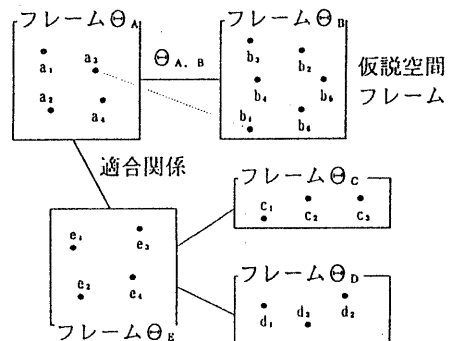 フレームΘA
フレームΘB
ΘA. B
a₁
a₃
a₂
a₄
b₃
b₂
b₄
b₅
b₁
b₆
仮説空間
フレーム
適合関係
e₁
e₃
e₂
e₄
フレームΘE
フレームΘC
c₁
c₂
c₃
フレームΘD
d₁
d₃
d₂